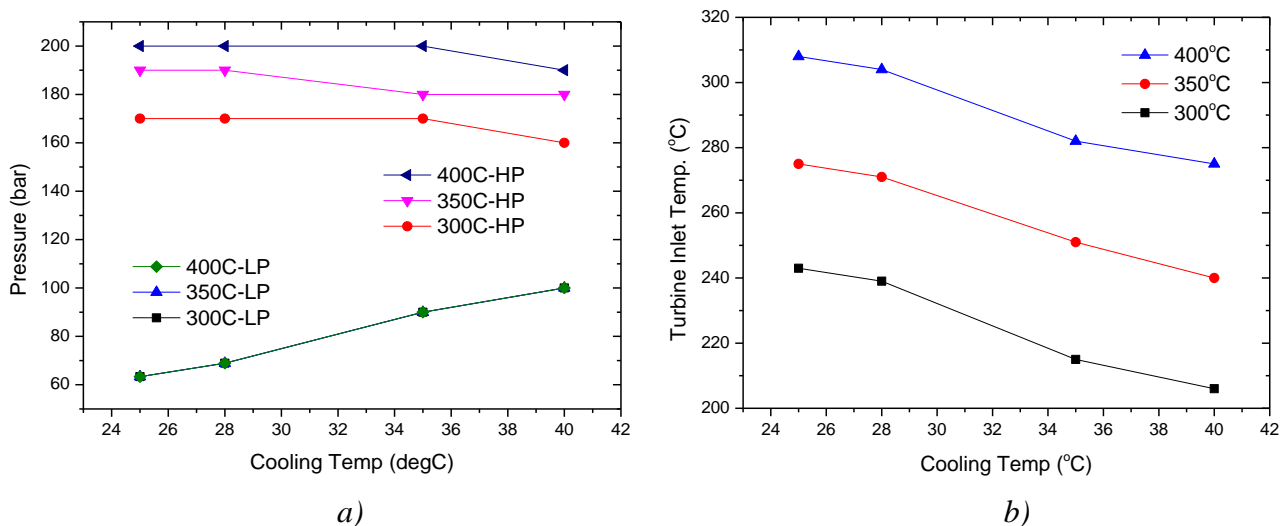 200
180
160
140
120
100
80
60
Pressure (bar)
400C-HP
350C-HP
300C-HP
400C-LP
350C-LP
300C-LP
24 26 28 30 32 34 36 38 40 42
Cooling Temp (degC)
a)
320
300
280
260
240
220
200
Turbine Inlet Temp. (°C)
400°C
350°C
300°C
24 26 28 30 32 34 36 38 40 42
Cooling Temp (°C)
b)